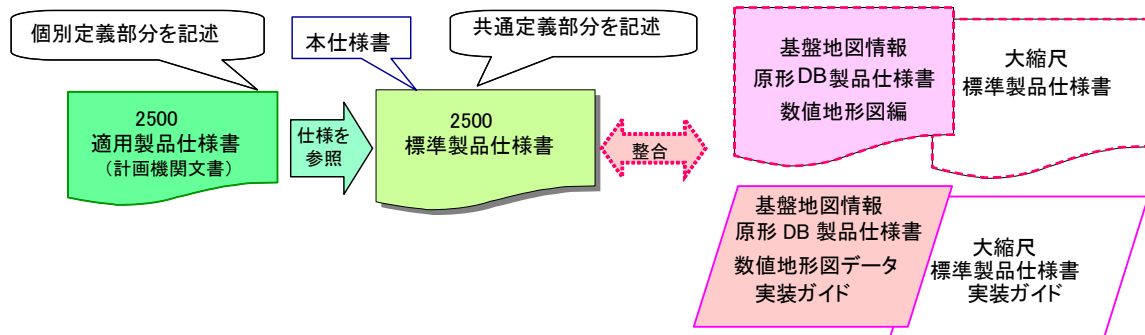 個別定義部分を記述
本仕様書
共通定義部分を記述
2500
適用製品仕様書
(計画機関文書)
仕様を
参照
2500
標準製品仕様書
整合
基盤地図情報
原形DB製品仕様書
数値地形図編
大縮尺
標準製品仕様書
基盤地図情報
原形 DB 製品仕様書
数値地形図データ
実装ガイド
大縮尺
標準製品仕様書
実装ガイド